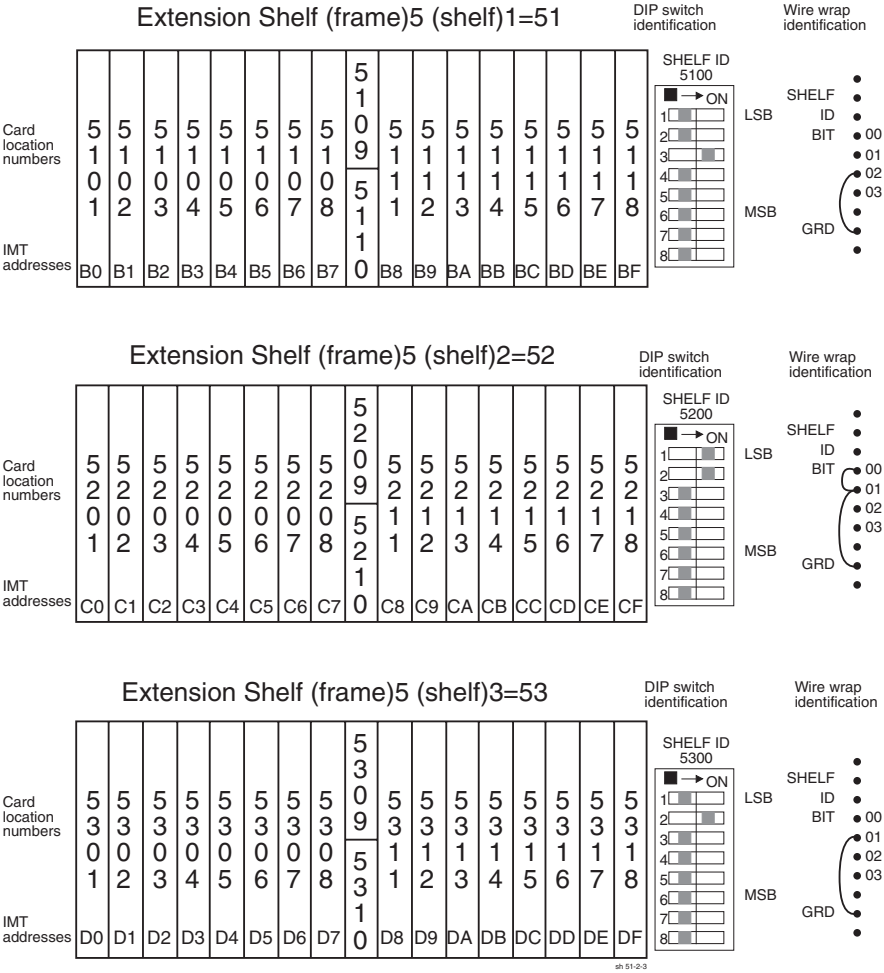 Extension Shelf (frame)5 (shelf)1=51
DIP switch
identification
Wire wrap
identification
SHELF ID
5100
ON
1
2
3
4
5
6
7
8
LSB
MSB
SHELF
ID
BIT
GRD
00
01
02
03
Card
location
numbers
5101 5102 5103 5104 5105 5106 5107 5108 5109 5110 5111 5112 5113 5114 5115 5116 5117 5118
IMT
addresses
B0 B1 B2 B3 B4 B5 B6 B7 B8 B9 BA BB BC BD BE BF
Extension Shelf (frame)5 (shelf)2=52
DIP switch
identification
Wire wrap
identification
SHELF ID
5200
ON
1
2
3
4
5
6
7
8
LSB
MSB
SHELF
ID
BIT
GRD
00
01
02
03
Card
location
numbers
5201 5202 5203 5204 5205 5206 5207 5208 5209 5210 5211 5212 5213 5214 5215 5216 5217 5218
IMT
addresses
C0 C1 C2 C3 C4 C5 C6 C7 C8 C9 CA CB CC CD CE CF
Extension Shelf (frame)5 (shelf)3=53
DIP switch
identification
Wire wrap
identification
SHELF ID
5300
ON
1
2
3
4
5
6
7
8
LSB
MSB
SHELF
ID
BIT
GRD
00
01
02
03
Card
location
numbers
5301 5302 5303 5304 5305 5306 5307 5308 5309 5310 5311 5312 5313 5314 5315 5316 5317 5318
IMT
addresses
D0 D1 D2 D3 D4 D5 D6 D7 D8 D9 DA DB DC DD DE DF
sh 51-2-3